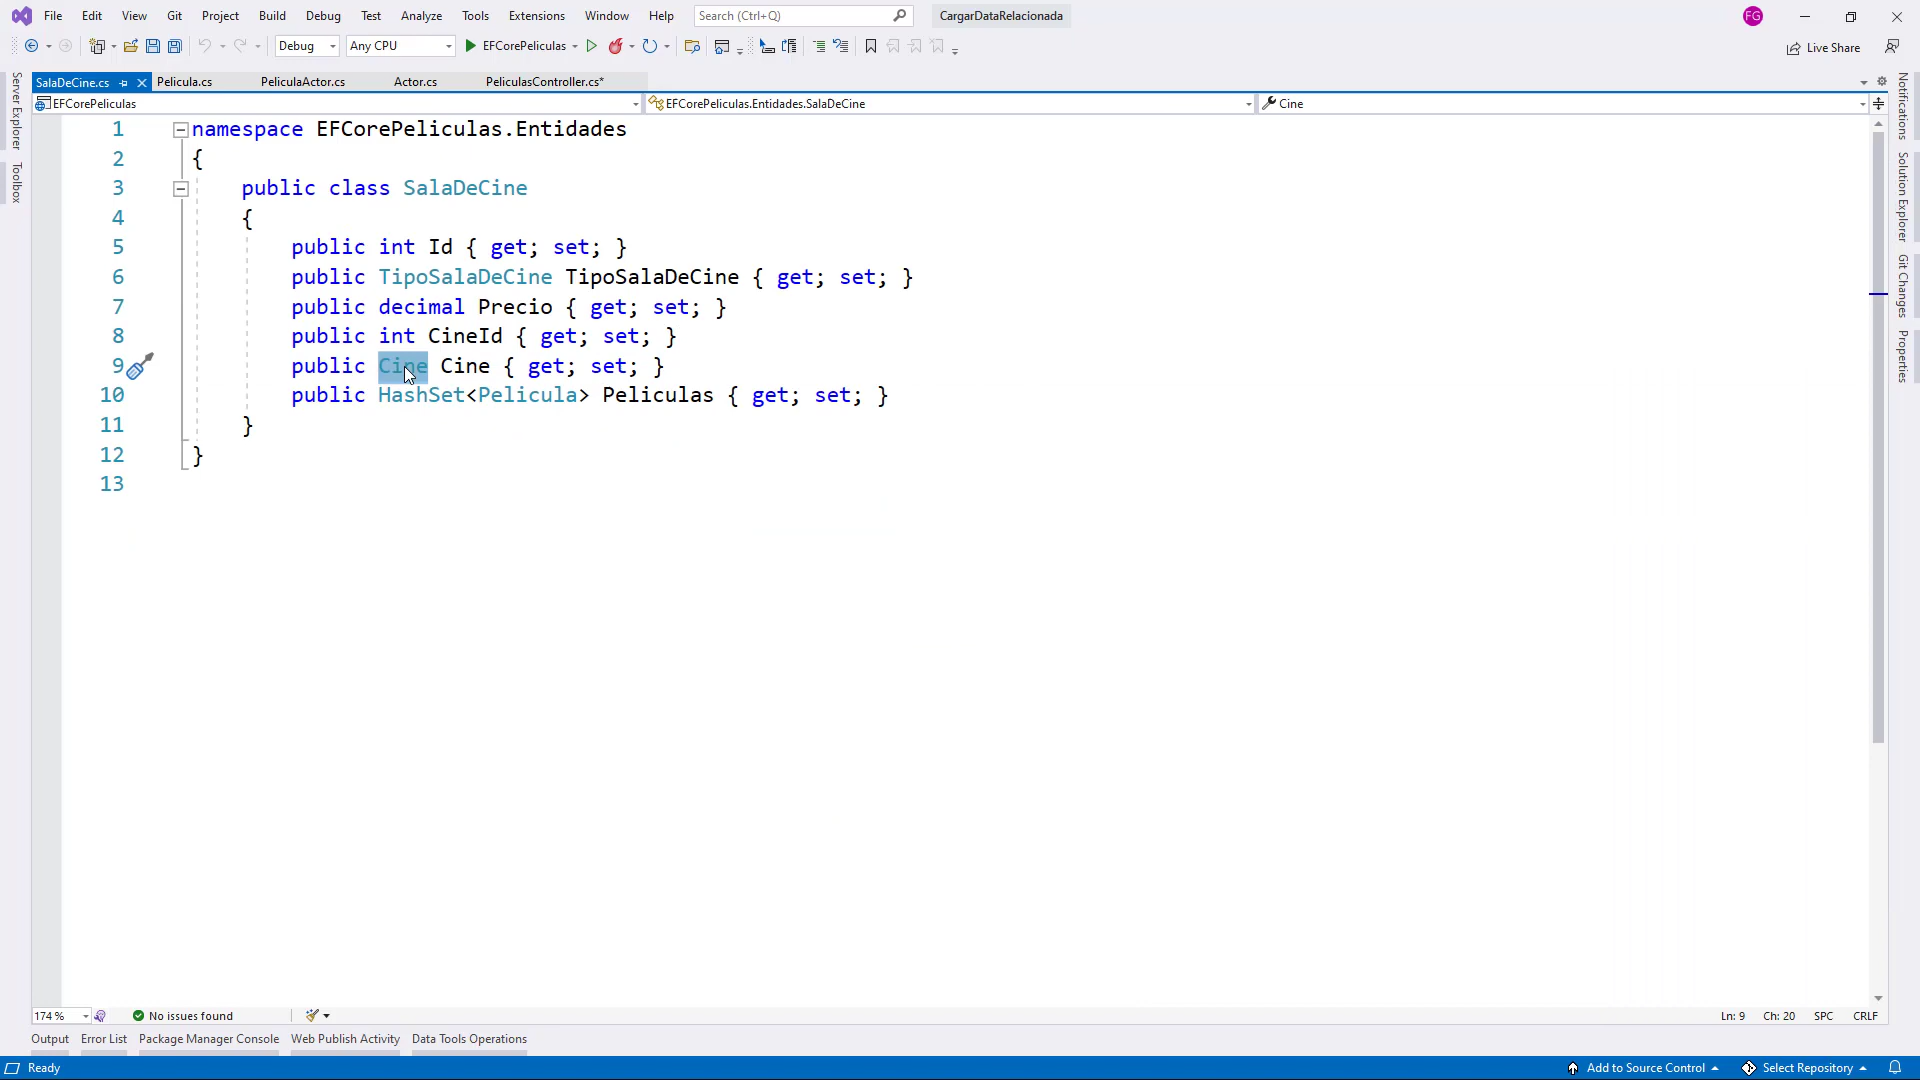 File Edit View Git Project Build Debug Test Analyze Tools Extensions Window Help Search (Ctrl+Q) CargarDataRelacionada FG
Debug Any CPU EFCorePeliculas Live Share
SalaDeCine.cs Pelicula.cs PeliculaActor.cs Actor.cs PeliculasController.cs*
EFCorePeliculas EFCorePeliculas.Entidades.SalaDeCine Cine
Server Explorer
Toolbox
1 namespace EFCorePeliculas.Entidades
2 {
3 public class SalaDeCine
4 {
5 public int Id { get; set; }
6 public TipoSalaDeCine TipoSalaDeCine { get; set; }
7 public decimal Precio { get; set; }
8 public int CineId { get; set; }
9 public Cine Cine { get; set; }
10 public HashSet<Pelicula> Peliculas { get; set; }
11 }
12 }
13
Notifications
Solution Explorer
Git Changes
Properties
174 % No issues found Ln: 9 Ch: 20 SPC CRLF
Output Error List Package Manager Console Web Publish Activity Data Tools Operations
Ready Add to Source Control Select Repository